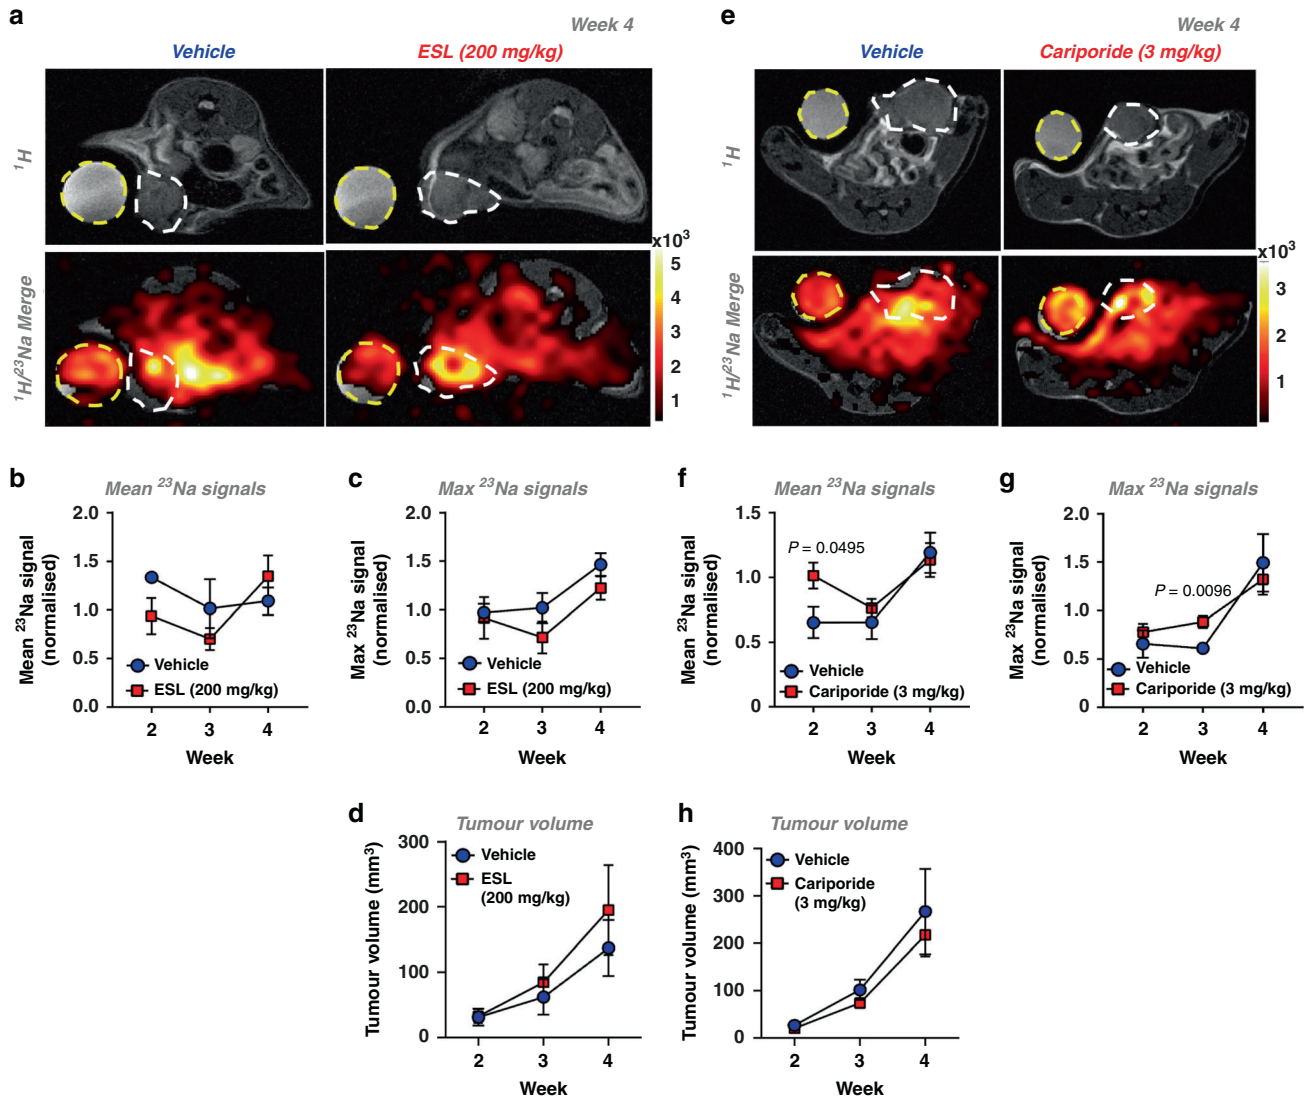 a
Week 4
Vehicle
ESL (200 mg/kg)
¹H
¹H/²³Na Merge
x10³
5
4
3
2
1
e
Week 4
Vehicle
Cariporide (3 mg/kg)
¹H
¹H/²³Na Merge
x10³
3
2
1
b
Mean ²³Na signals
Mean ²³Na signal
(normalised)
2.0
1.5
1.0
0.5
0.0
Vehicle
ESL (200 mg/kg)
2 3 4
Week
c
Max ²³Na signals
Max ²³Na signal
(normalised)
2.0
1.5
1.0
0.5
0.0
Vehicle
ESL (200 mg/kg)
2 3 4
Week
f
Mean ²³Na signals
Mean ²³Na signal
(normalised)
1.5
1.0
0.5
0
P = 0.0495
Vehicle
Cariporide (3 mg/kg)
2 3 4
Week
g
Max ²³Na signals
Max ²³Na signal
(normalised)
2.0
1.5
1.0
0.5
0
P = 0.0096
Vehicle
Cariporide (3 mg/kg)
2 3 4
Week
d
Tumour volume
Tumour volume (mm³)
300
200
100
0
Vehicle
ESL
(200 mg/kg)
2 3 4
Week
h
Tumour volume
Tumour volume (mm³)
400
300
200
100
0
Vehicle
Cariporide
(3 mg/kg)
2 3 4
Week